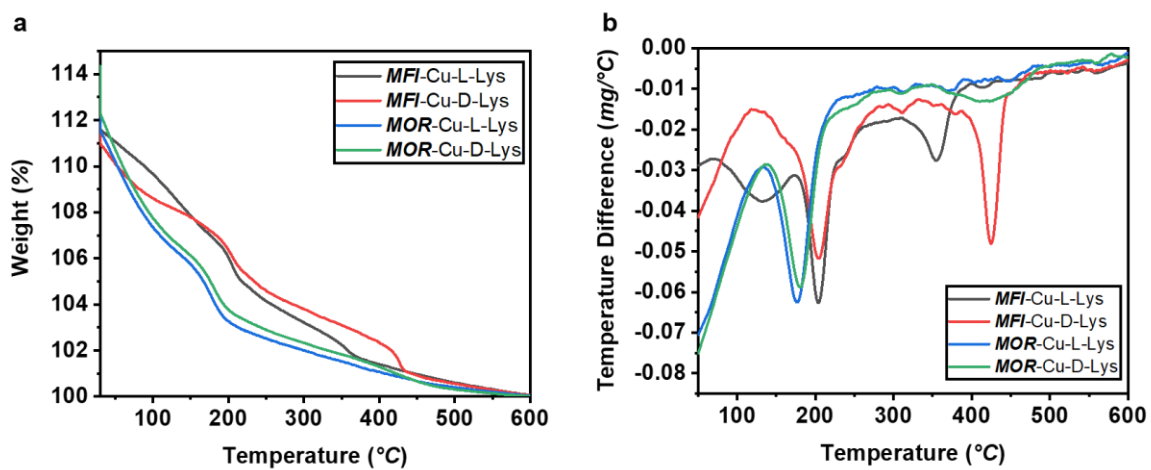 a
114
112
110
108
106
104
102
100
100
200
300
400
500
600
Weight (%)
Temperature (°C)
MFI-Cu-L-Lys
MFI-Cu-D-Lys
MOR-Cu-L-Lys
MOR-Cu-D-Lys
b
0.00
-0.01
-0.02
-0.03
-0.04
-0.05
-0.06
-0.07
-0.08
100
200
300
400
500
600
Temperature Difference (mg/°C)
Temperature (°C)
MFI-Cu-L-Lys
MFI-Cu-D-Lys
MOR-Cu-L-Lys
MOR-Cu-D-Lys